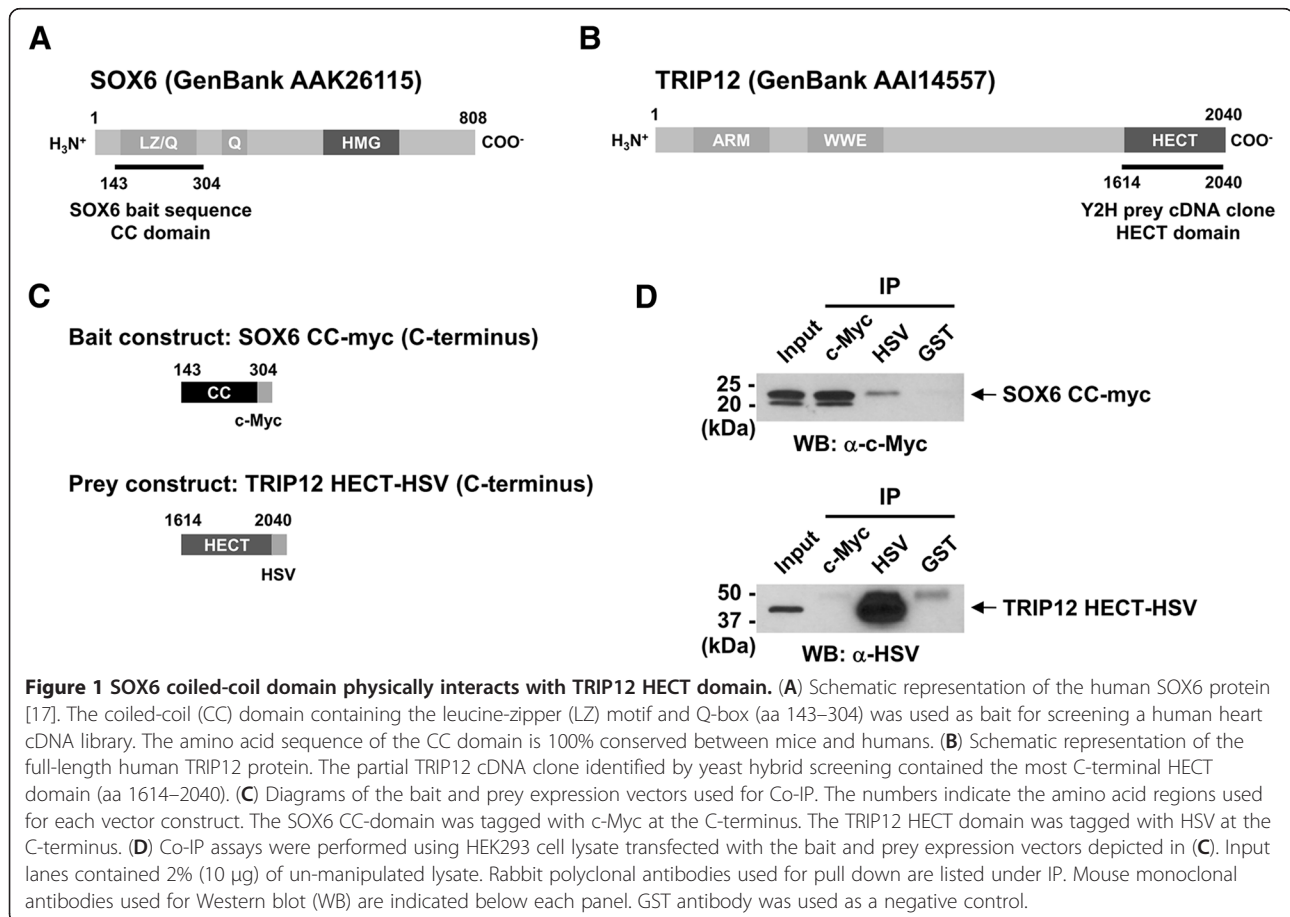 A
SOX6 (GenBank AAK26115)
1 808
H₃N⁺ LZ/Q Q HMG COO⁻
143 304
SOX6 bait sequence
CC domain
B
TRIP12 (GenBank AAI14557)
1 2040
H₃N⁺ ARM WWE HECT COO⁻
1614 2040
Y2H prey cDNA clone
HECT domain
C
Bait construct: SOX6 CC-myc (C-terminus)
143 304
CC
c-Myc
Prey construct: TRIP12 HECT-HSV (C-terminus)
1614 2040
HECT
HSV
D
IP
Input c-Myc HSV GST
25 -
20 -
(kDa)
← SOX6 CC-myc
WB: α-c-Myc
IP
Input c-Myc HSV GST
50 -
37 -
(kDa)
← TRIP12 HECT-HSV
WB: α-HSV
Figure 1 SOX6 coiled-coil domain physically interacts with TRIP12 HECT domain. (A) Schematic representation of the human SOX6 protein
[17]. The coiled-coil (CC) domain containing the leucine-zipper (LZ) motif and Q-box (aa 143–304) was used as bait for screening a human heart
cDNA library. The amino acid sequence of the CC domain is 100% conserved between mice and humans. (B) Schematic representation of the
full-length human TRIP12 protein. The partial TRIP12 cDNA clone identified by yeast hybrid screening contained the most C-terminal HECT
domain (aa 1614–2040). (C) Diagrams of the bait and prey expression vectors used for Co-IP. The numbers indicate the amino acid regions used
for each vector construct. The SOX6 CC-domain was tagged with c-Myc at the C-terminus. The TRIP12 HECT domain was tagged with HSV at the
C-terminus. (D) Co-IP assays were performed using HEK293 cell lysate transfected with the bait and prey expression vectors depicted in (C). Input
lanes contained 2% (10 μg) of un-manipulated lysate. Rabbit polyclonal antibodies used for pull down are listed under IP. Mouse monoclonal
antibodies used for Western blot (WB) are indicated below each panel. GST antibody was used as a negative control.